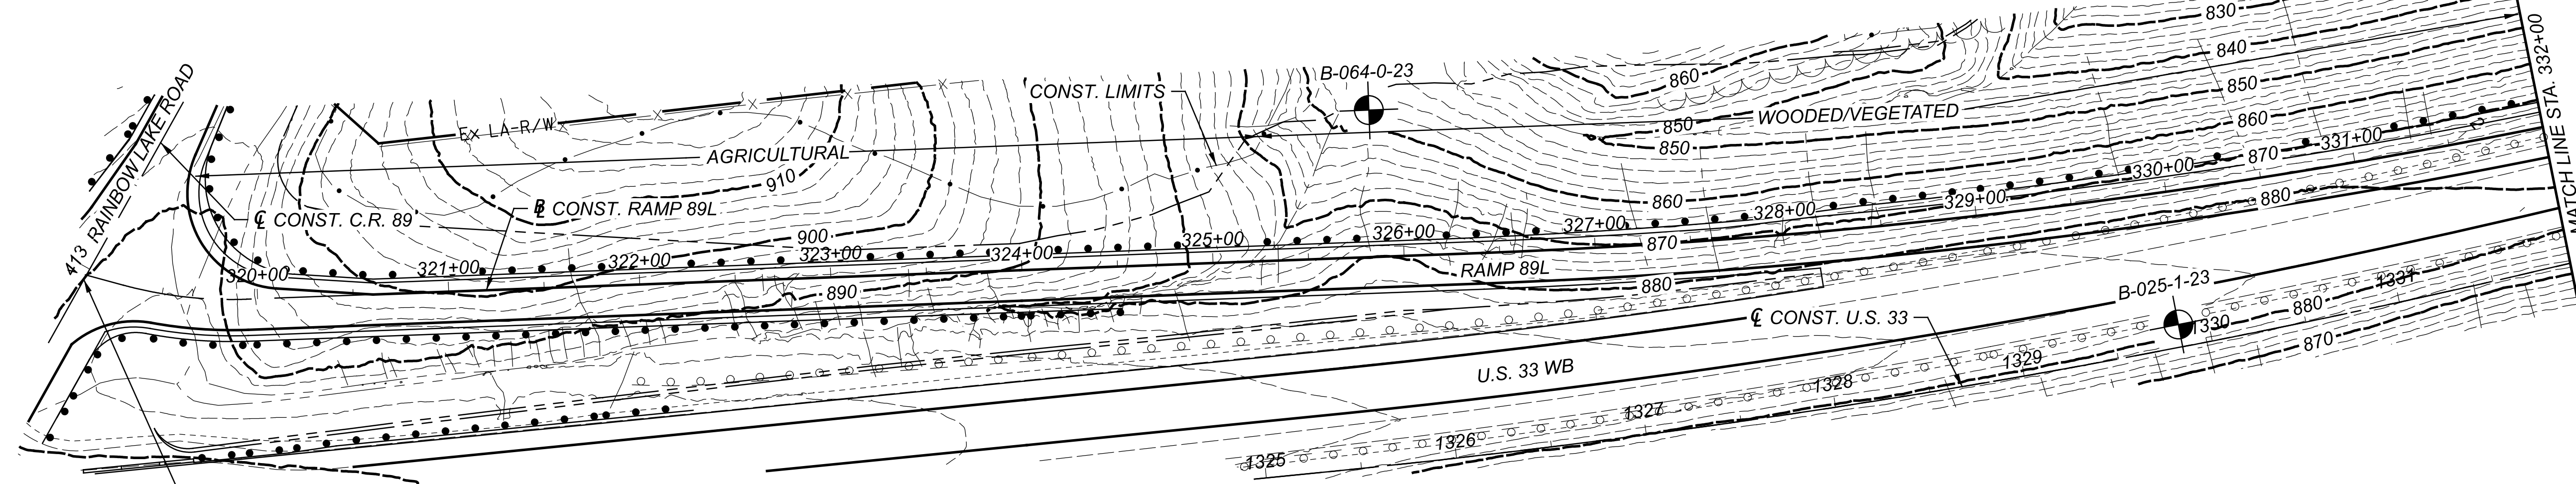 830
MATCH LINE STA. 332+00
840
B-064-0-23
860
CONST. LIMITS
850
WOODED/VEGETATED
850
860
EX LA-R/W
850
331+00
AGRICULTURAL
870
330+00
910
RAINBOW LAKE ROAD
413
880
860
329+00
℄ CONST. C.R. 89
CONST. RAMP 89L
328+00
327+00
326+00
900
325+00
870
324+00
323+00
322+00
321+00
320+00
RAMP 89L
1331
B-025-1-23
880
890
880
℄ CONST. U.S. 33
1330
870
U.S. 33 WB
1329
1328
1327
1326
1325